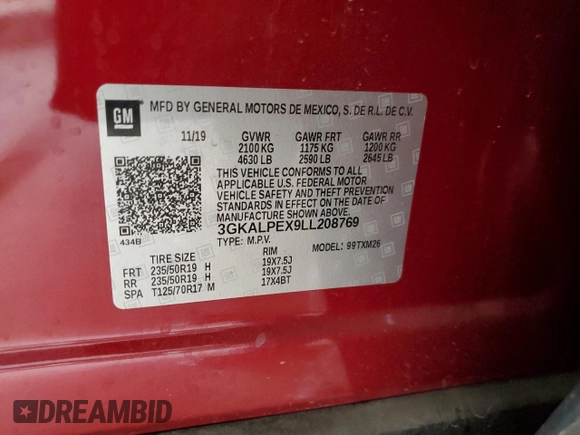 GM
MFD BY GENERAL MOTORS DE MEXICO, S. DE R.L. DE C.V.
11/19 GVWR GAWR FRT GAWR RR
2100 KG 1175 KG 1200 KG
4630 LB 2590 LB 2645 LB
THIS VEHICLE CONFORMS TO ALL
APPLICABLE U.S. FEDERAL MOTOR
VEHICLE SAFETY AND THEFT PREVENTION
STANDARDS IN EFFECT ON THE DATE OF
MANUFACTURE SHOWN ABOVE.
3GKALPEX9LL208769
434B TYPE: M.P.V. MODEL: 99TXM26
TIRE SIZE RIM
FRT 235/50R19 H 19X7.5J
RR 235/50R19 H 19X7.5J
SPA T125/70R17 M 17X4BT
DREAMBID